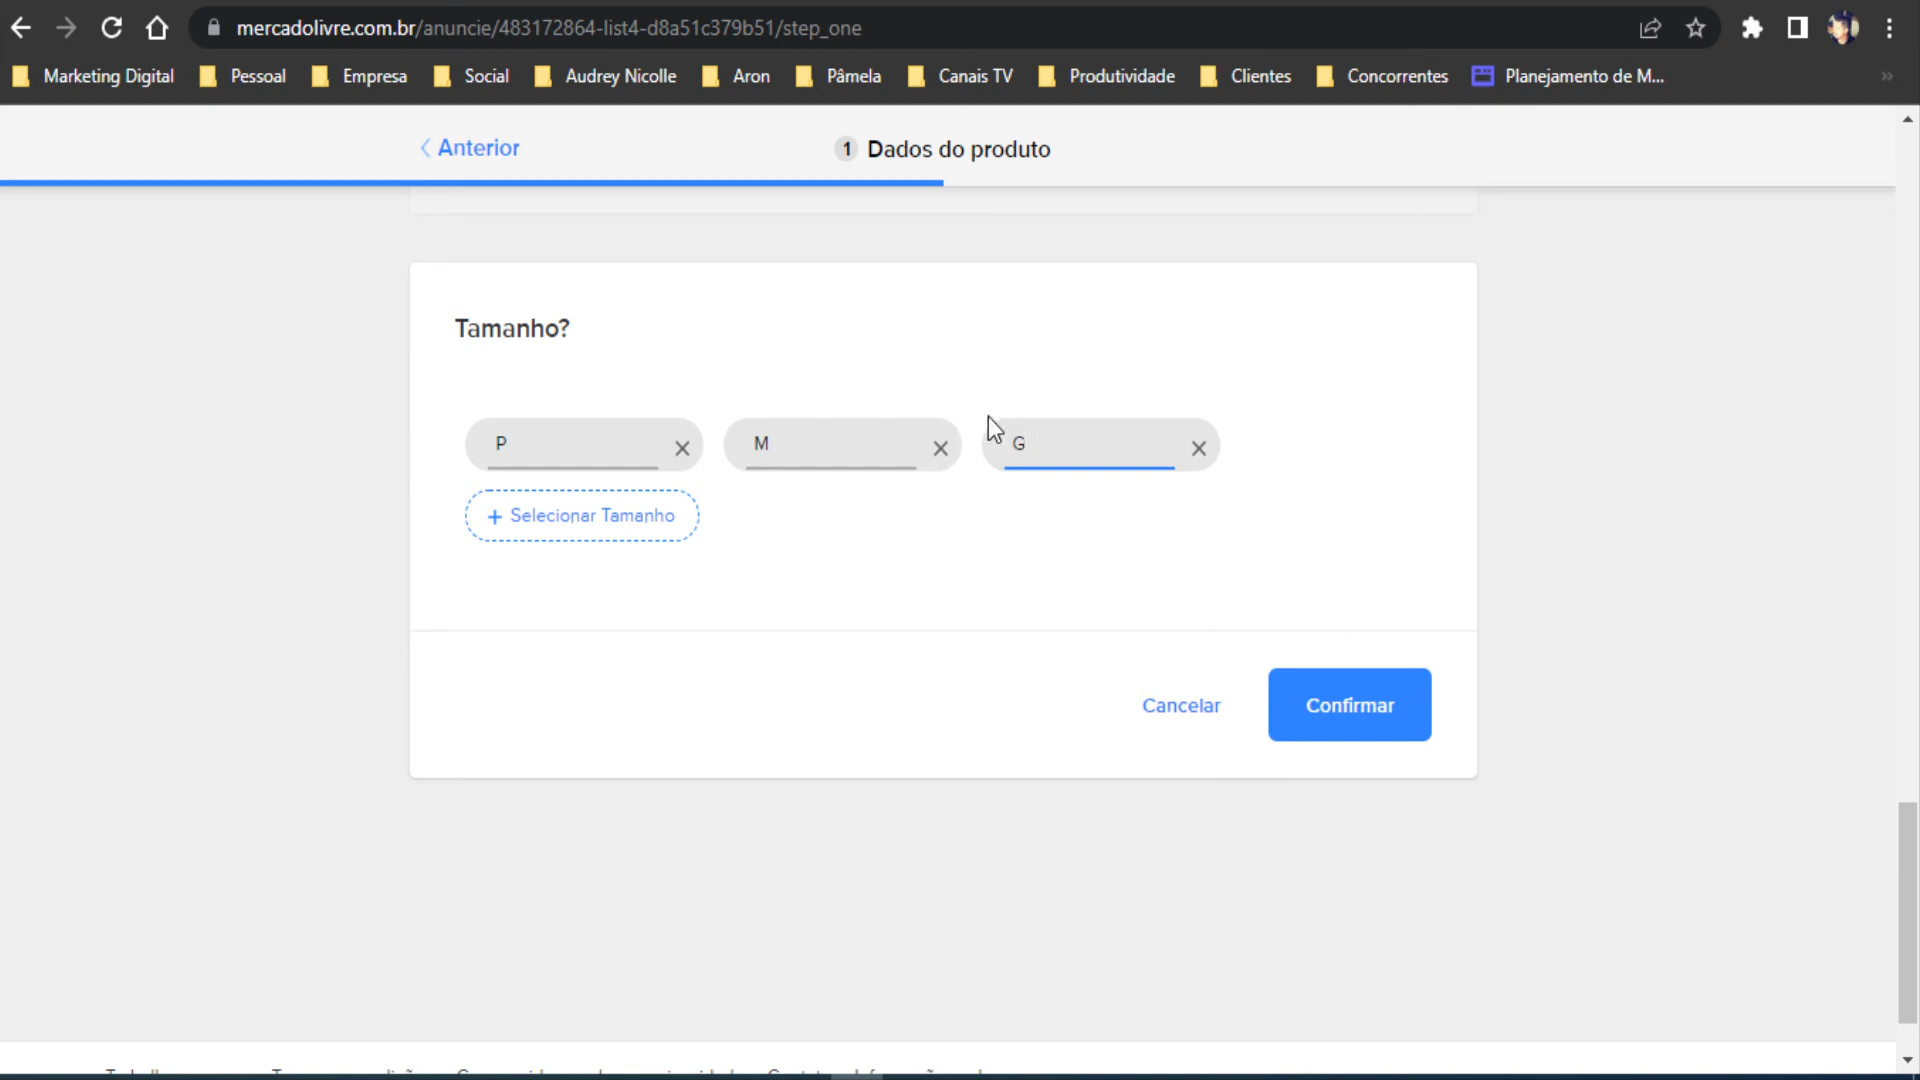 mercadolivre.com.br/anuncie/483172864-list4-d8a51c379b51/step_one
Marketing Digital Pessoal Empresa Social Audrey Nicolle Aron Pâmela Canais TV Produtividade Clientes Concorrentes Planejamento de M... »
Anterior 1 Dados do produto
Tamanho?
P M G
+ Selecionar Tamanho
Cancelar Confirmar